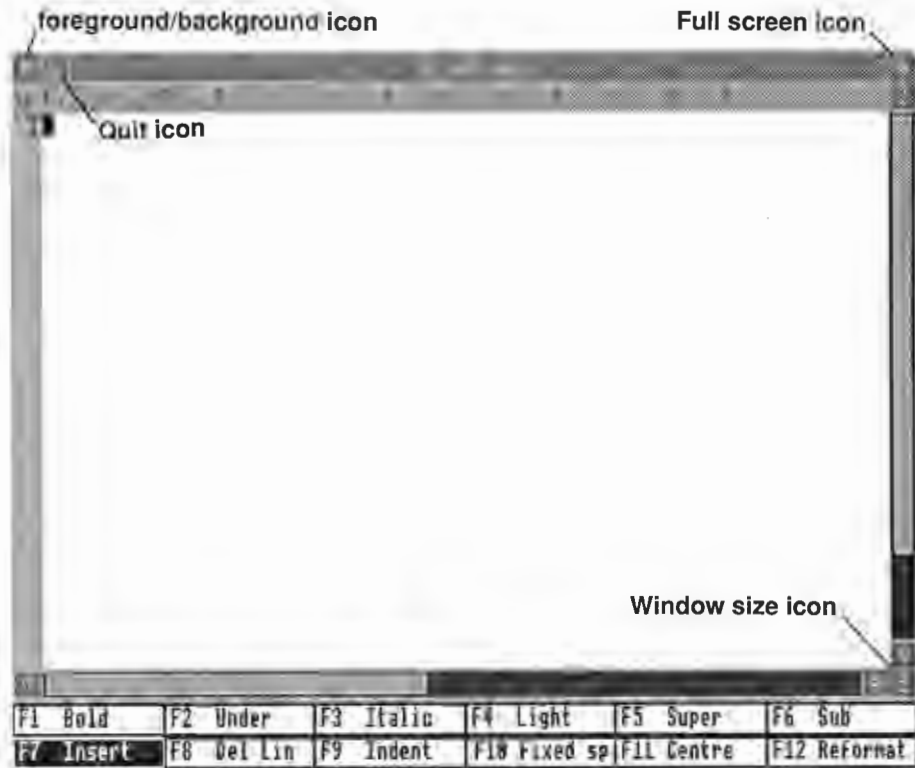 foreground/background icon
Full screen icon
Quit icon
Window size icon
F1 Bold F2 Under F3 Italic F4 Light F5 Super F6 Sub
F7 Insert F8 Del Lin F9 Indent F10 Fixed sp F11 Centre F12 Reformat